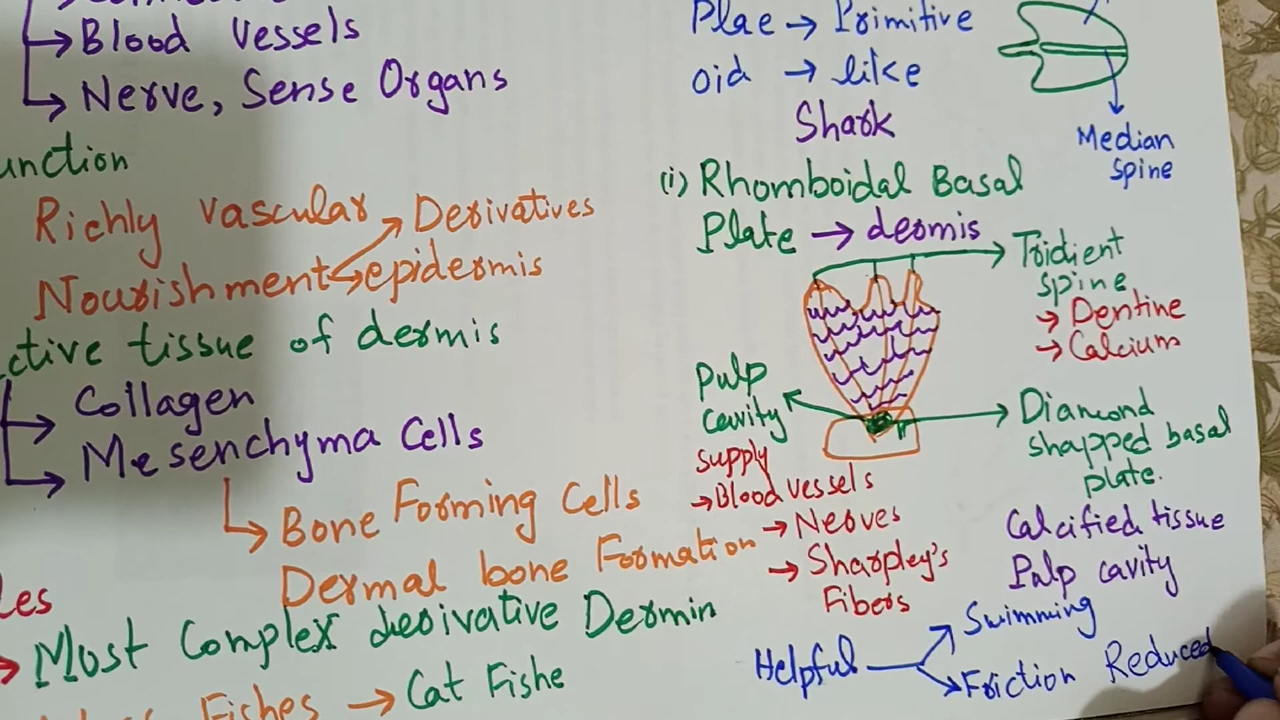 Blood Vessels
Nerve, Sense Organs
unction
Richly vascular
Nourishment
Derivatives
epidermis
ctive tissue of dermis
Collagen
Mesenchyma Cells
Bone Forming Cells
Dermal bone Formation
les
Most Complex derivative Dermin
Fishes → Cat Fishe
Plae → Primitive
oid → like
Shark
Median
Spine
(i) Rhomboidal Basal
Plate → dermis
Tridient
spine
→ Dentine
→ Calcium
Pulp
cavity
supply
→ Blood vessels
→ Nerves
→ Sharpley's
Fibers
Diamond
shapped basal
plate.
Calcified tissue
Pulp cavity
Helpful
Swimming
Friction Reduced